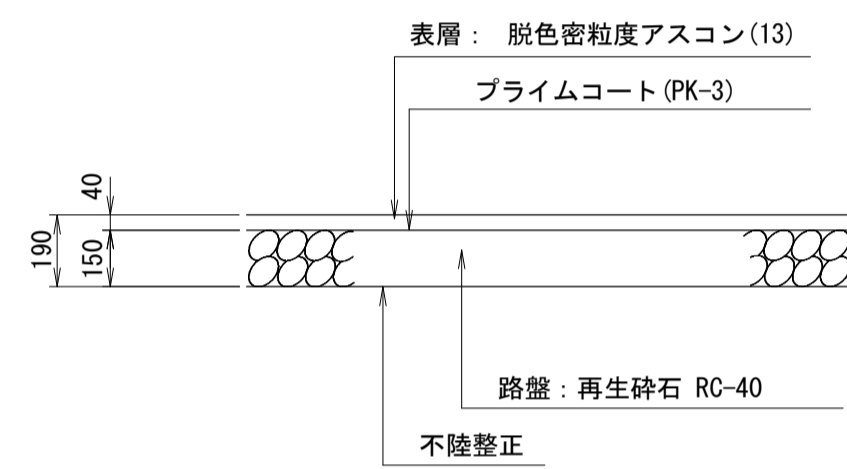 表層： 脱色密粒度アスコン(13)
プライムコート(PK-3)
40
190
150
路盤：再生砕石 RC-40
不陸整正